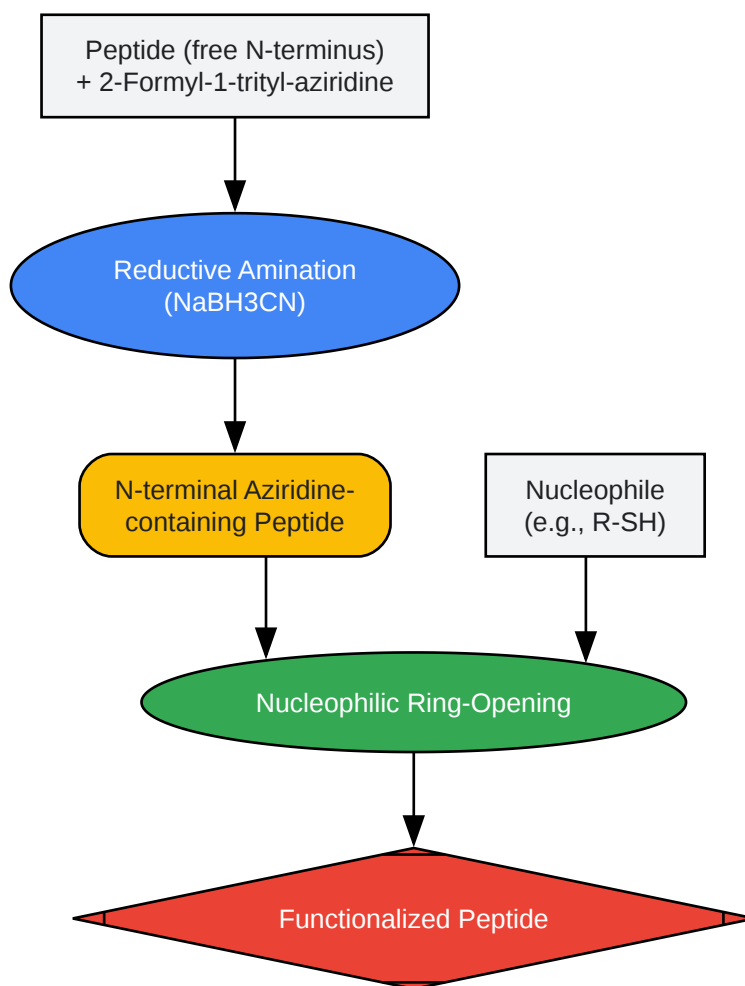 Peptide (free N-terminus)
+ 2-Formyl-1-trityl-aziridine
Reductive Amination
(NaBH3CN)
N-terminal Aziridine-
containing Peptide
Nucleophile
(e.g., R-SH)
Nucleophilic Ring-Opening
Functionalized Peptide